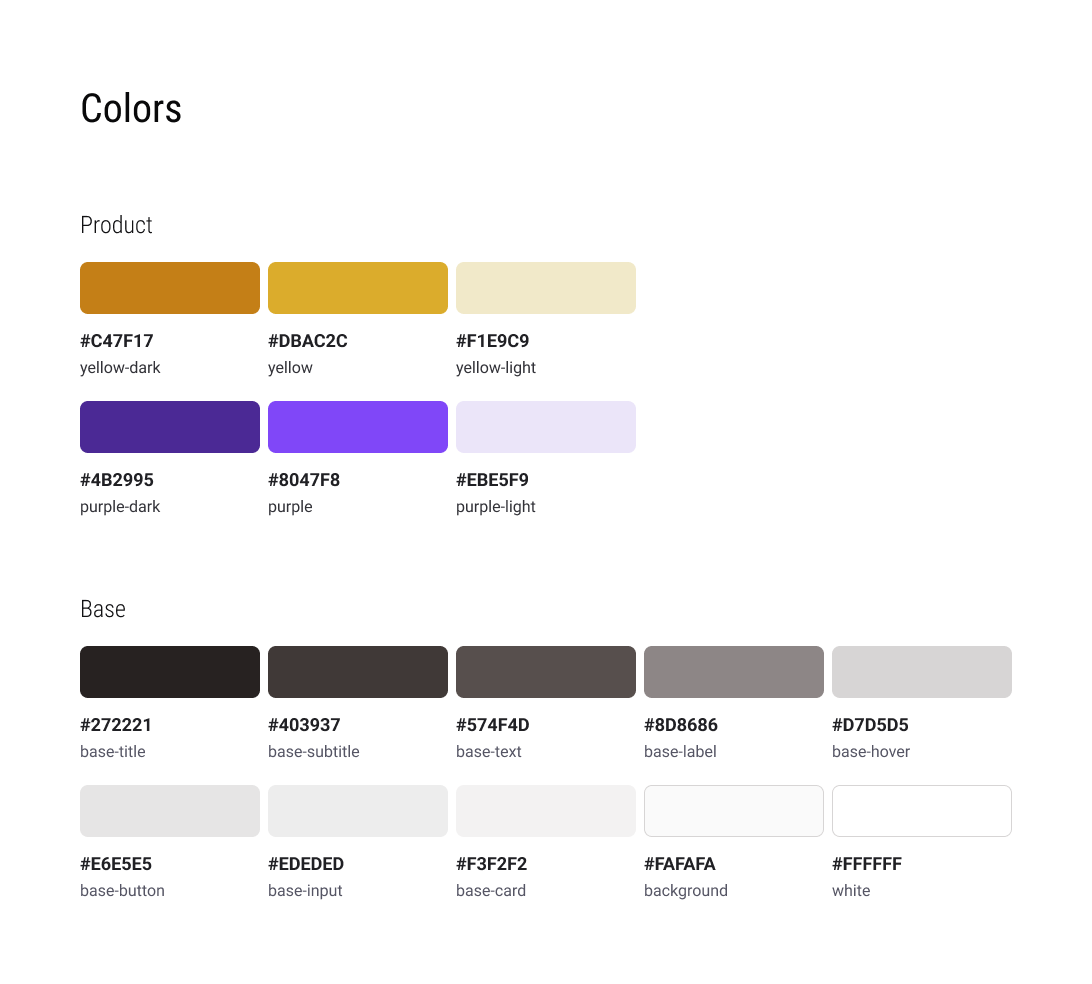 Colors
Product
#C47F17 #DBAC2C #F1E9C9
yellow-dark yellow yellow-light
#4B2995 #8047F8 #EBE5F9
purple-dark purple purple-light
Base
#272221 #403937 #574F4D #8D8686 #D7D5D5
base-title base-subtitle base-text base-label base-hover
#E6E5E5 #EDEDED #F3F2F2 #FAFAFA #FFFFFF
base-button base-input base-card background white